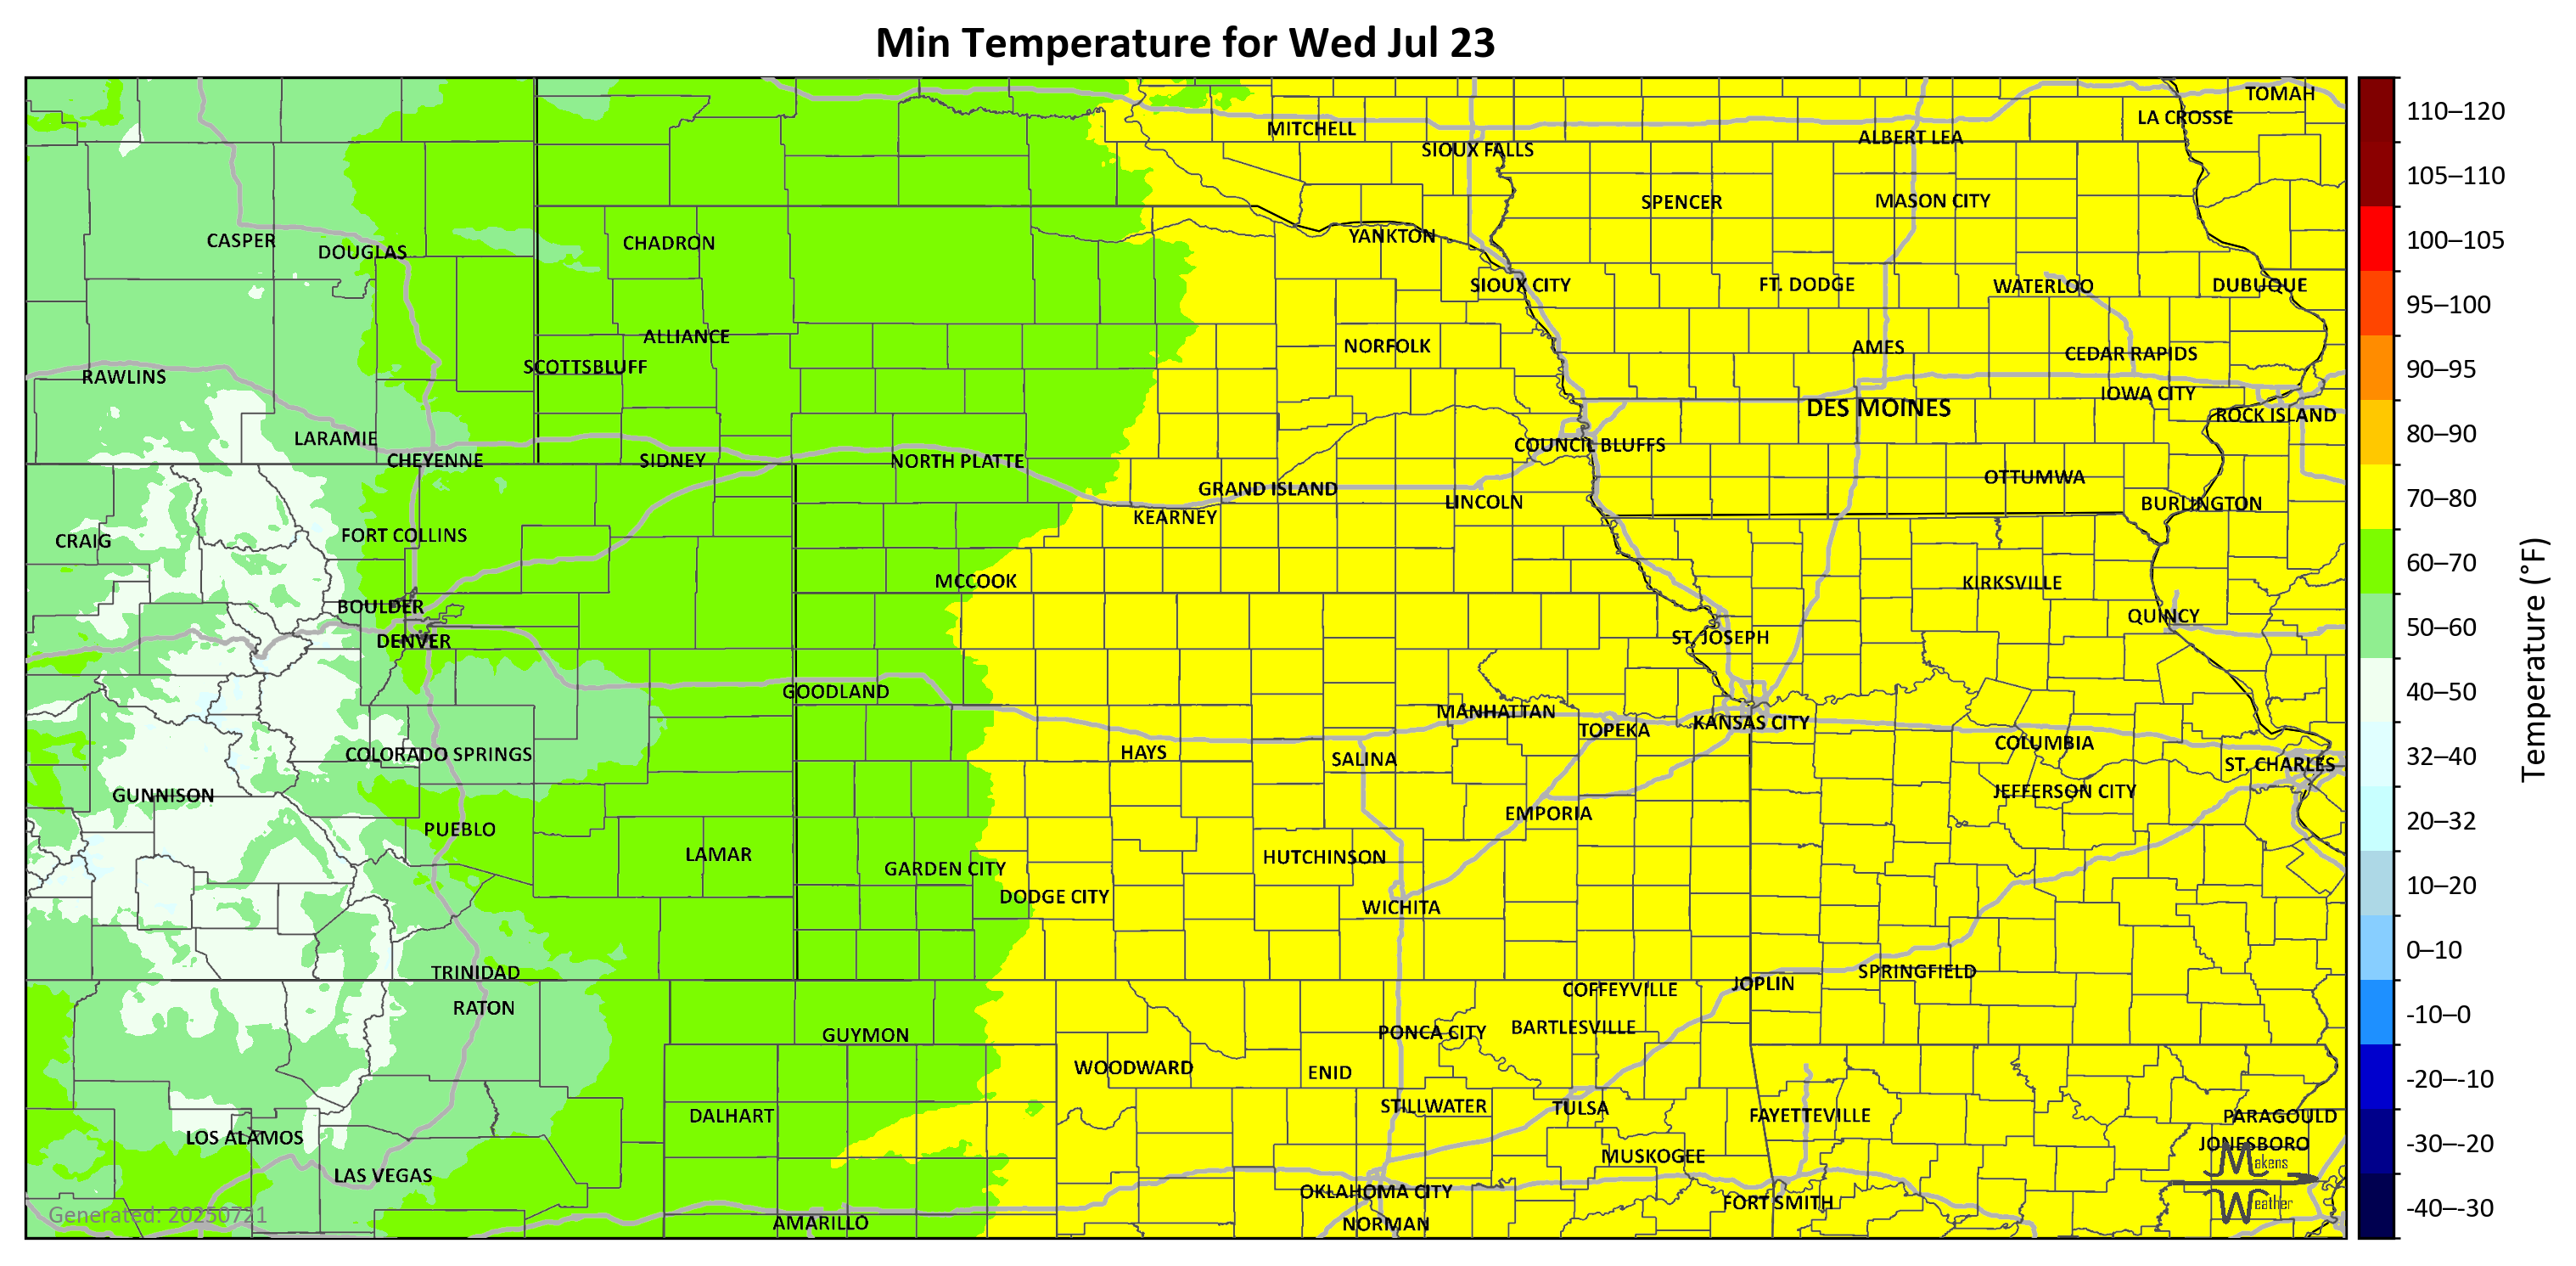 Min Temperature for Wed Jul 23
TOMAH
LA CROSSE
MITCHELL
ALBERT LEA
SIOUX FALLS
SPENCER
MASON CITY
CASPER
DOUGLAS
CHADRON
YANKTON
SIOUX CITY
FT. DODGE
WATERLOO
DUBUQUE
ALLIANCE
NORFOLK
AMES
CEDAR RAPIDS
SCOTTSBLUFF
RAWLINS
IOWA CITY
DES MOINES
ROCK ISLAND
LARAMIE
COUNCIL BLUFFS
CHEYENNE
SIDNEY
NORTH PLATTE
OTTUMWA
GRAND ISLAND
LINCOLN
BURLINGTON
KEARNEY
FORT COLLINS
CRAIG
MCCOOK
KIRKSVILLE
BOULDER
QUINCY
DENVER
ST. JOSEPH
GOODLAND
MANHATTAN
TOPEKA
KANSAS CITY
COLUMBIA
COLORADO SPRINGS
HAYS
SALINA
ST. CHARLES
GUNNISON
JEFFERSON CITY
EMPORIA
PUEBLO
LAMAR
HUTCHINSON
GARDEN CITY
DODGE CITY
WICHITA
TRINIDAD
SPRINGFIELD
JOPLIN
COFFEYVILLE
RATON
GUYMON
PONCA CITY
BARTLESVILLE
WOODWARD
ENID
DALHART
STILLWATER
TULSA
FAYETTEVILLE
PARAGOULD
LOS ALAMOS
JONESBORO
LAS VEGAS
MUSKOGEE
OKLAHOMA CITY
FORT SMITH
AMARILLO
NORMAN
Makens
Weather
Generated: 20250721
110–120
105–110
100–105
95–100
90–95
80–90
70–80
60–70
50–60
40–50
32–40
20–32
10–20
0–10
-10–0
-20–-10
-30–-20
-40–-30
Temperature (°F)